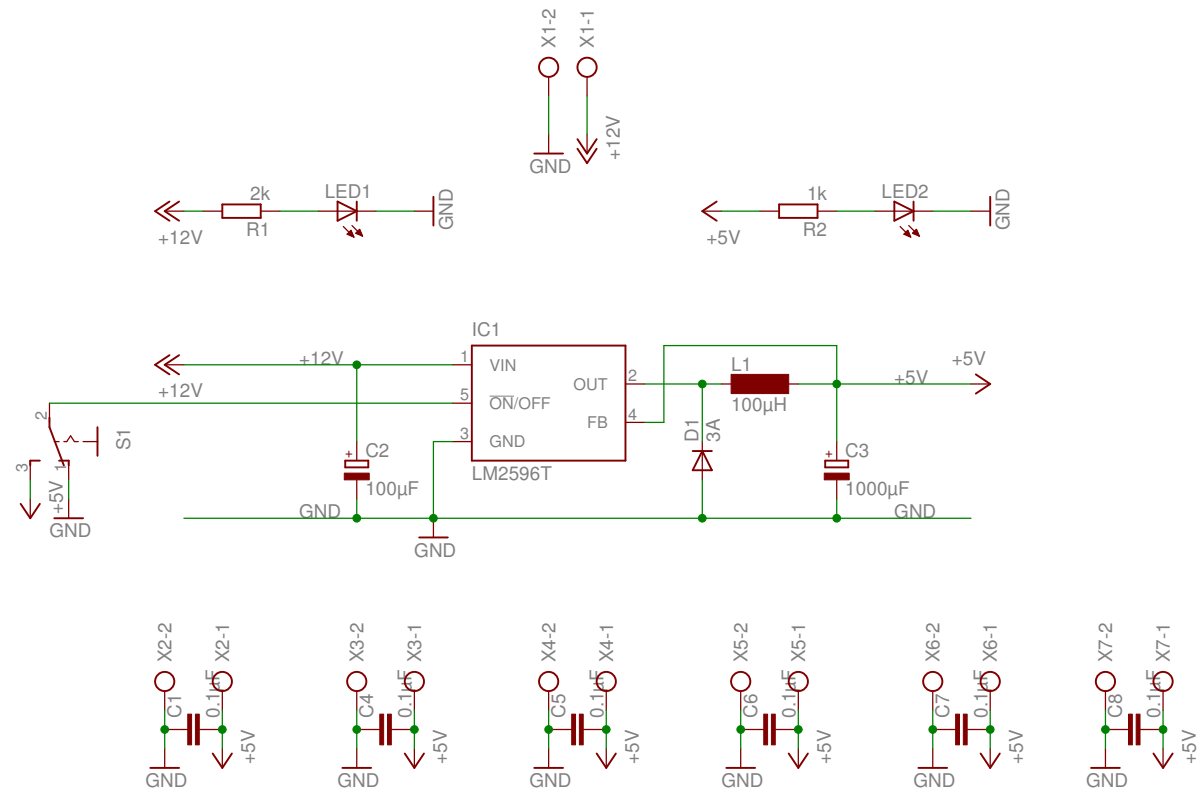 X1-2
X1-1
GND
+12V
2k
LED1
GND
+12V
R1
1k
LED2
GND
+5V
R2
IC1
+12V
1
VIN
+12V
OUT
2
L1
100µH
+5V
+5V
5
ON/OFF
FB
4
3
GND
LM2596T
2
S1
3
1
+5V
GND
C2
100µF
D1
3A
C3
1000µF
GND
GND
GND
X2-2
X2-1
C1
0.1µF
GND
+5V
X3-2
X3-1
C4
0.1µF
GND
+5V
X4-2
X4-1
C5
0.1µF
GND
+5V
X5-2
X5-1
C6
0.1µF
GND
+5V
X6-2
X6-1
C7
0.1µF
GND
+5V
X7-2
X7-1
C8
0.1µF
GND
+5V
+
+